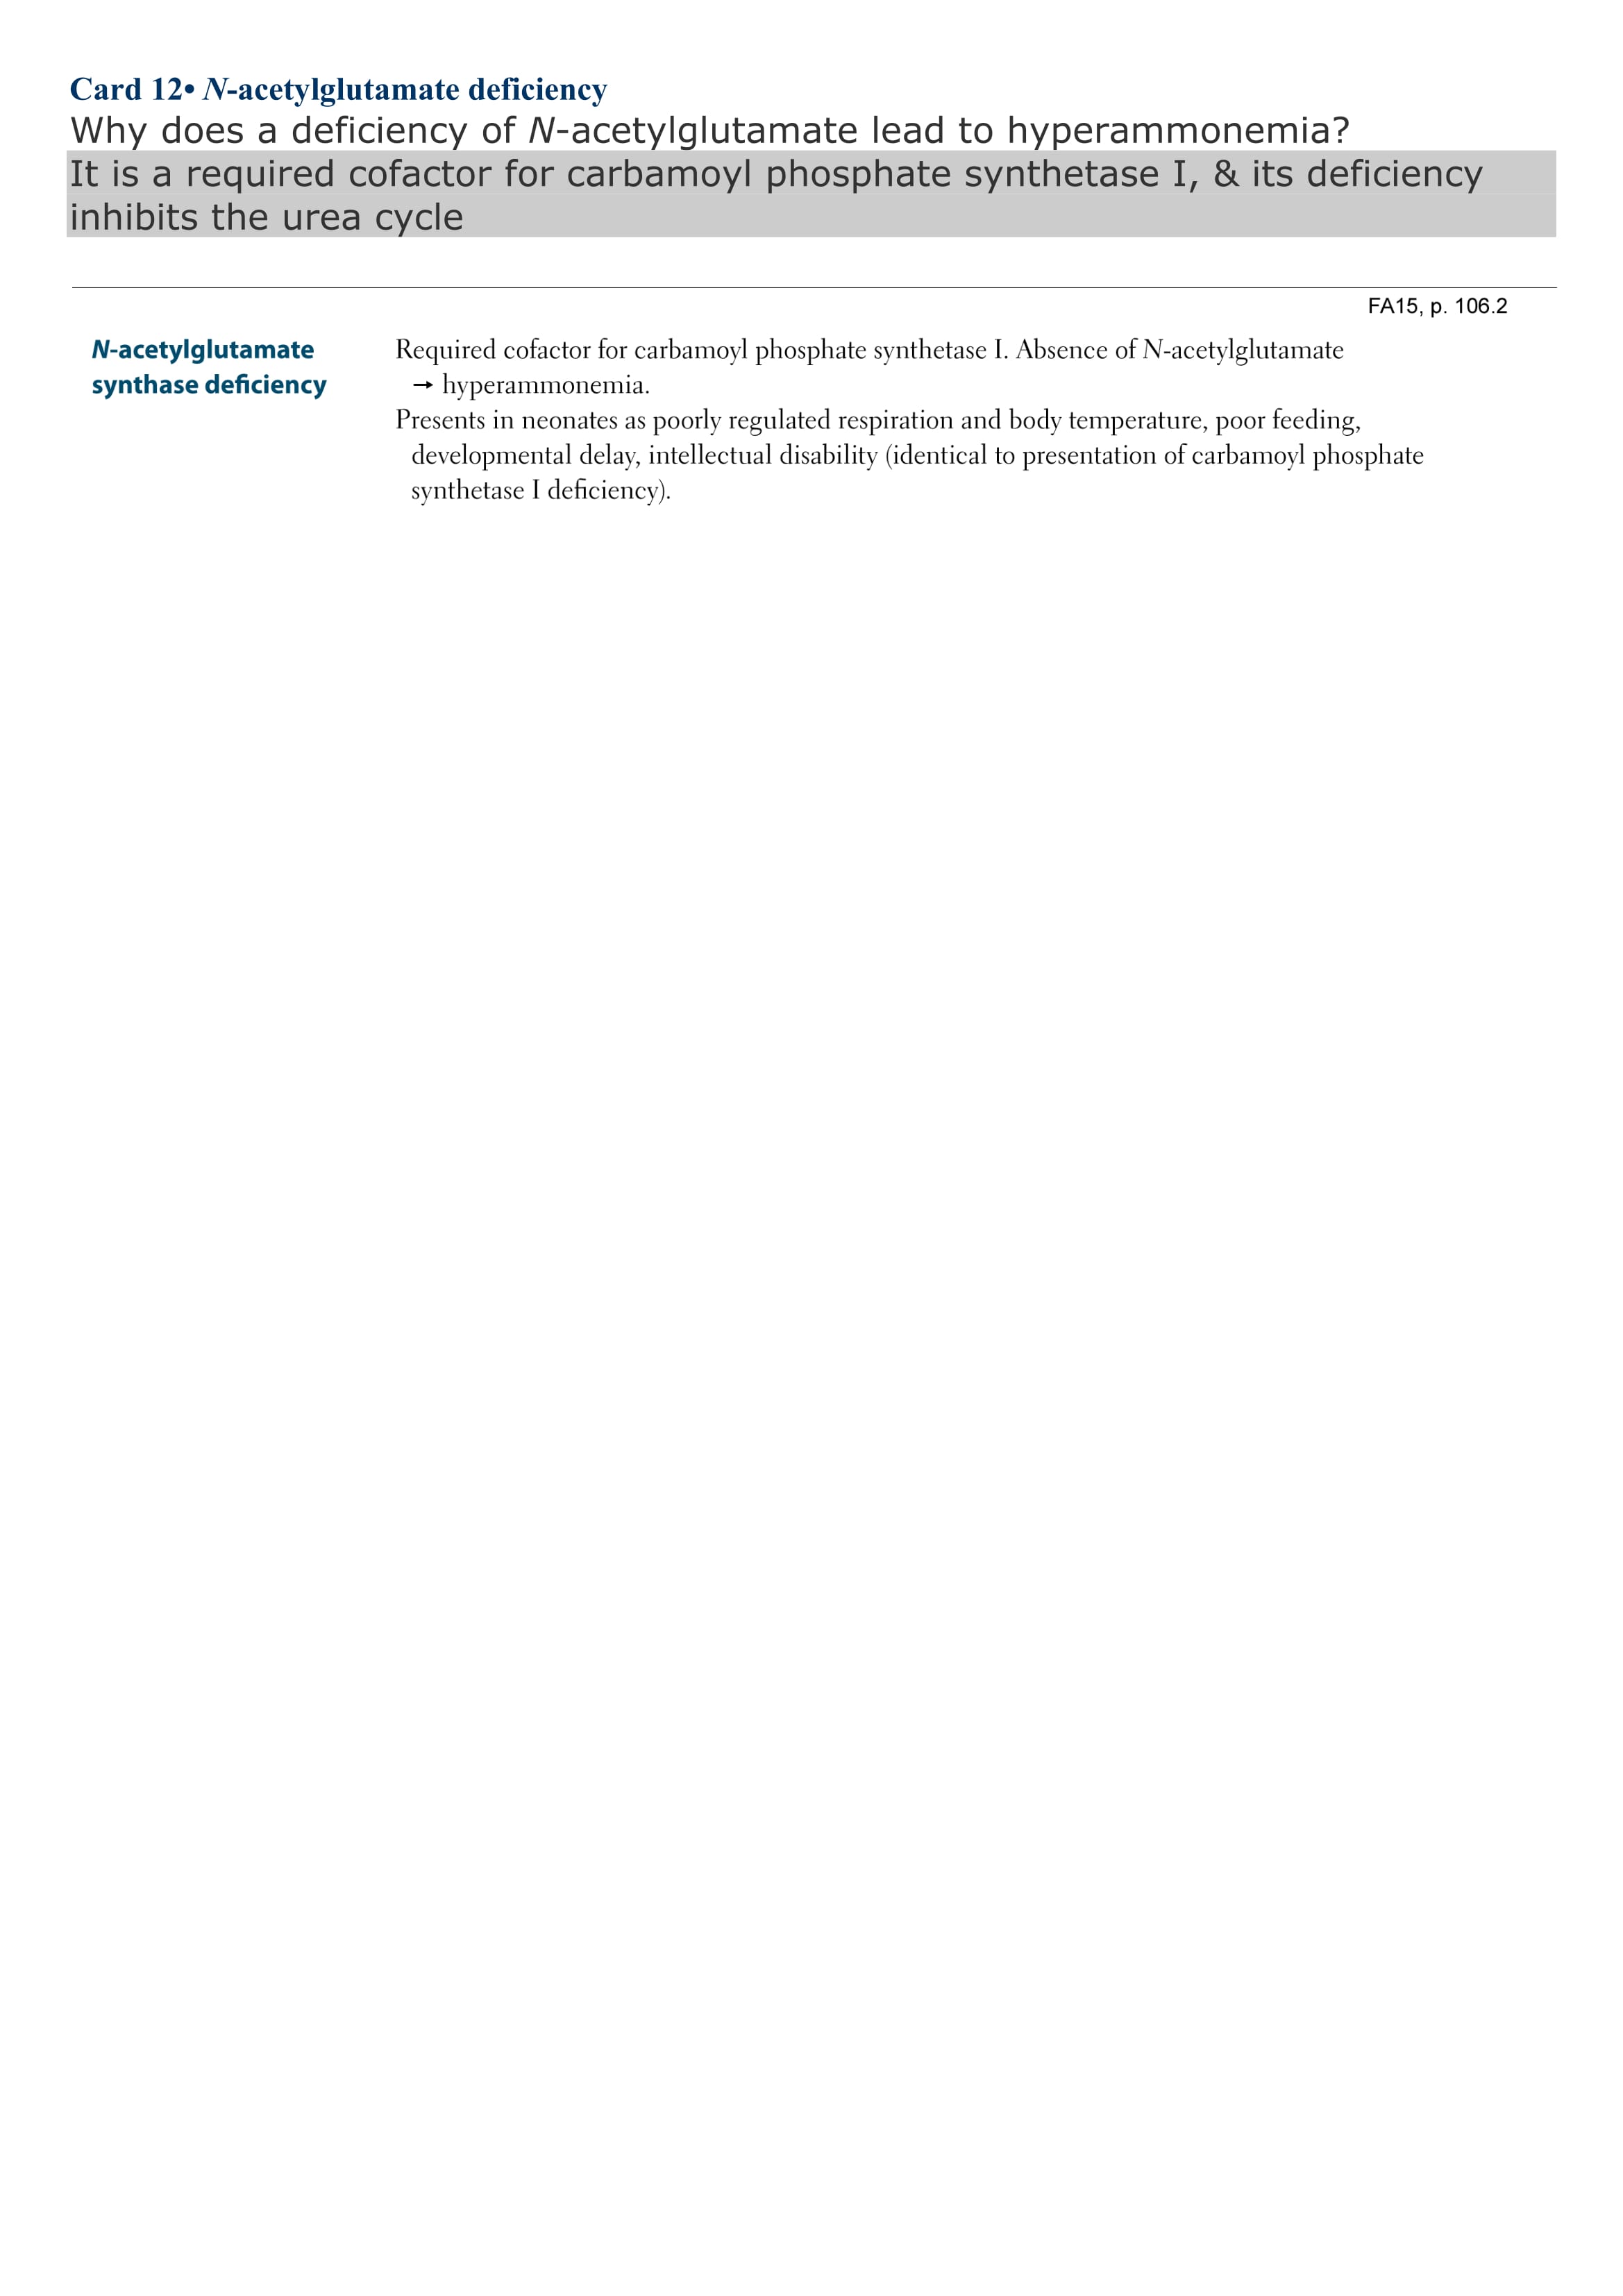 Card 12• N-acetylglutamate deficiency
Why does a deficiency of N-acetylglutamate lead to hyperammonemia?
It is a required cofactor for carbamoyl phosphate synthetase I, & its deficiency
inhibits the urea cycle
FA15, p. 106.2
N-acetylglutamate
synthase deficiency
Required cofactor for carbamoyl phosphate synthetase I. Absence of N-acetylglutamate
→ hyperammonemia.
Presents in neonates as poorly regulated respiration and body temperature, poor feeding,
developmental delay, intellectual disability (identical to presentation of carbamoyl phosphate
synthetase I deficiency).